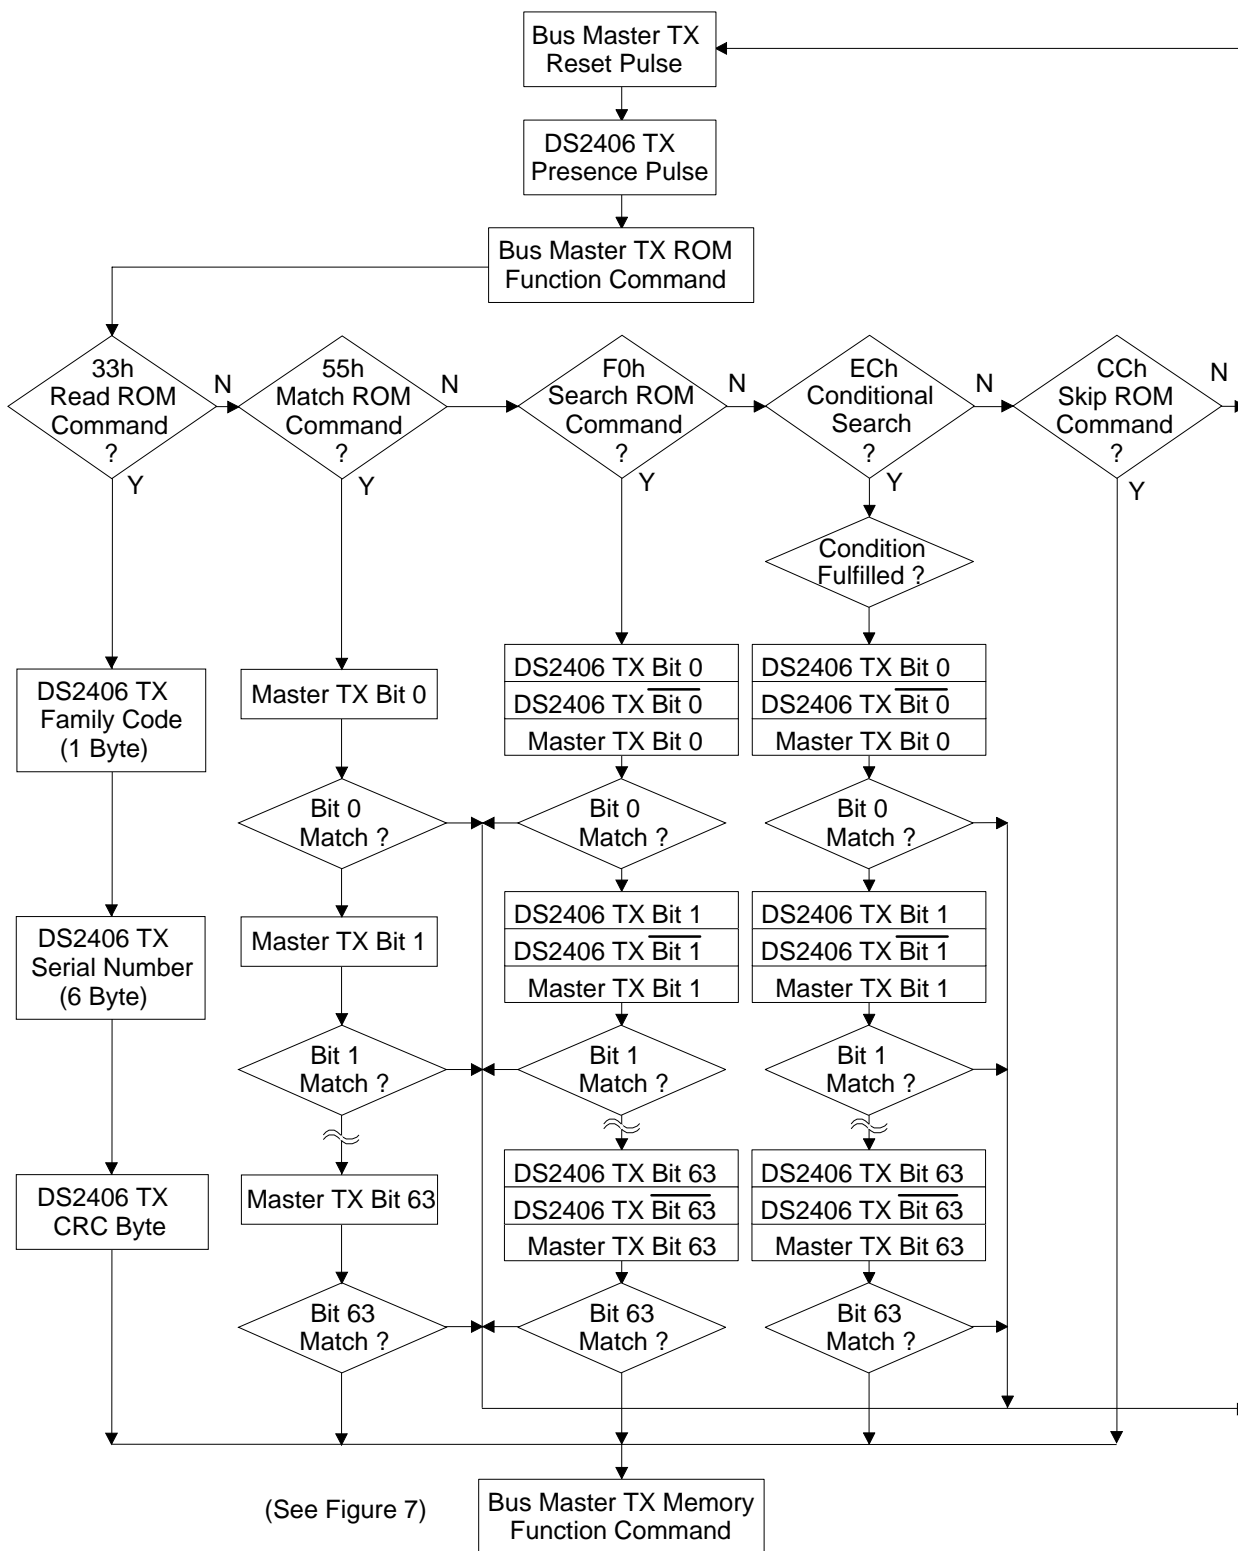 Bus Master TX
Reset Pulse
DS2406 TX
Presence Pulse
Bus Master TX ROM
Function Command
33h
Read ROM
Command
?
N
Y
55h
Match ROM
Command
?
N
Y
F0h
Search ROM
Command
?
N
Y
ECh
Conditional
Search
?
N
Y
CCh
Skip ROM
Command
?
N
Y
Condition
Fulfilled ?
DS2406 TX
Family Code
(1 Byte)
DS2406 TX
Serial Number
(6 Byte)
DS2406 TX
CRC Byte
Master TX Bit 0
Bit 0
Match ?
Master TX Bit 1
Bit 1
Match ?
Master TX Bit 63
Bit 63
Match ?
DS2406 TX Bit 0
DS2406 TX B̅i̅t̅ ̅0̅
Master TX Bit 0
Bit 0
Match ?
DS2406 TX Bit 1
DS2406 TX B̅i̅t̅ ̅1̅
Master TX Bit 1
Bit 1
Match ?
DS2406 TX Bit 63
DS2406 TX B̅i̅t̅ ̅6̅3̅
Master TX Bit 63
Bit 63
Match ?
DS2406 TX Bit 0
DS2406 TX B̅i̅t̅ ̅0̅
Master TX Bit 0
Bit 0
Match ?
DS2406 TX Bit 1
DS2406 TX B̅i̅t̅ ̅1̅
Master TX Bit 1
Bit 1
Match ?
DS2406 TX Bit 63
DS2406 TX B̅i̅t̅ ̅6̅3̅
Master TX Bit 63
Bit 63
Match ?
(See Figure 7)
Bus Master TX Memory
Function Command